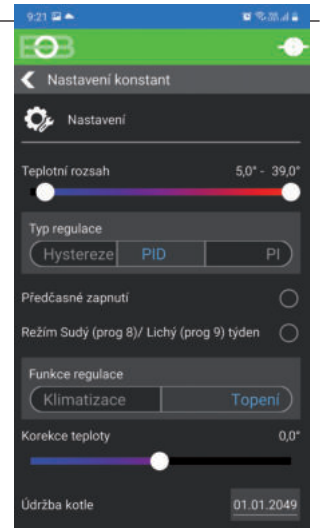 9:21
EOB
Nastavení konstant
Nastavení
Teplotní rozsah 5,0° - 39,0°
Typ regulace
Hystereze PID PI
Předčasné zapnutí
Režím Sudý (prog 8)/ Lichý (prog 9) týden
Funkce regulace
Klimatizace Topení
Korekce teploty 0,0°
Údržba kotle 01.01.2049